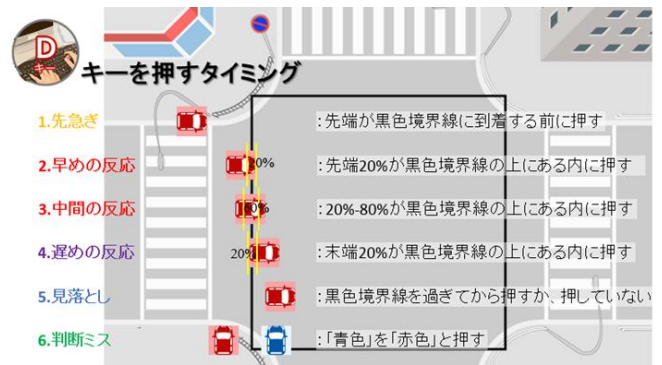 D
キー
キーを押すタイミング
1.先急ぎ :先端が黒色境界線に到着する前に押す
2.早めの反応 20% :先端20%が黒色境界線の上にある内に押す
3.中間の反応 60% :20%-80%が黒色境界線の上にある内に押す
4.遅めの反応 20% :末端20%が黒色境界線の上にある内に押す
5.見落とし :黒色境界線を過ぎてから押すか、押していない
6.判断ミス :「青色」を「赤色」と押す